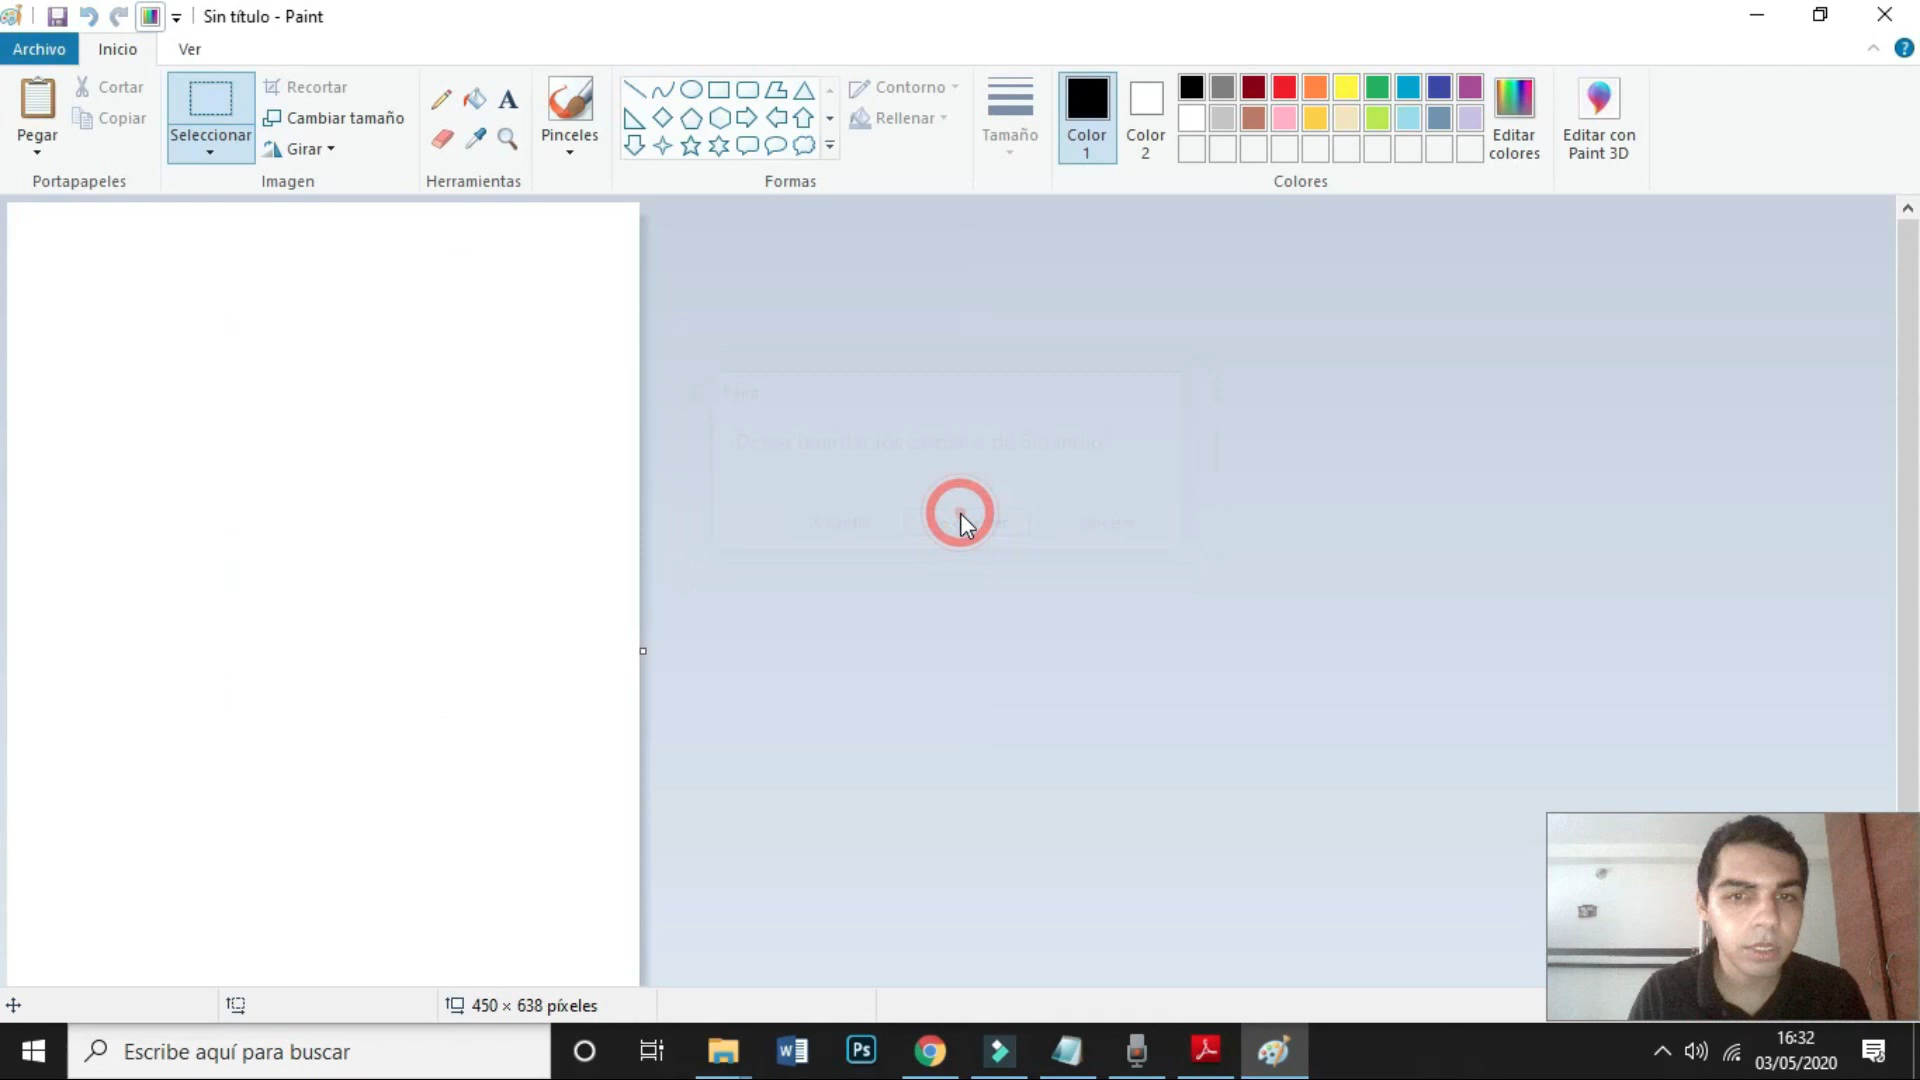 Sin título - Paint
Archivo
Inicio
Ver
Pegar
Cortar
Copiar
Portapapeles
Seleccionar
Recortar
Cambiar tamaño
Girar
Imagen
A
Herramientas
Pinceles
Formas
Contorno
Rellenar
Tamaño
Color
1
Color
2
Colores
Editar
colores
Editar con
Paint 3D
?
Paint
450 × 638 píxeles
Escribe aquí para buscar
W
Ps
16:32
03/05/2020